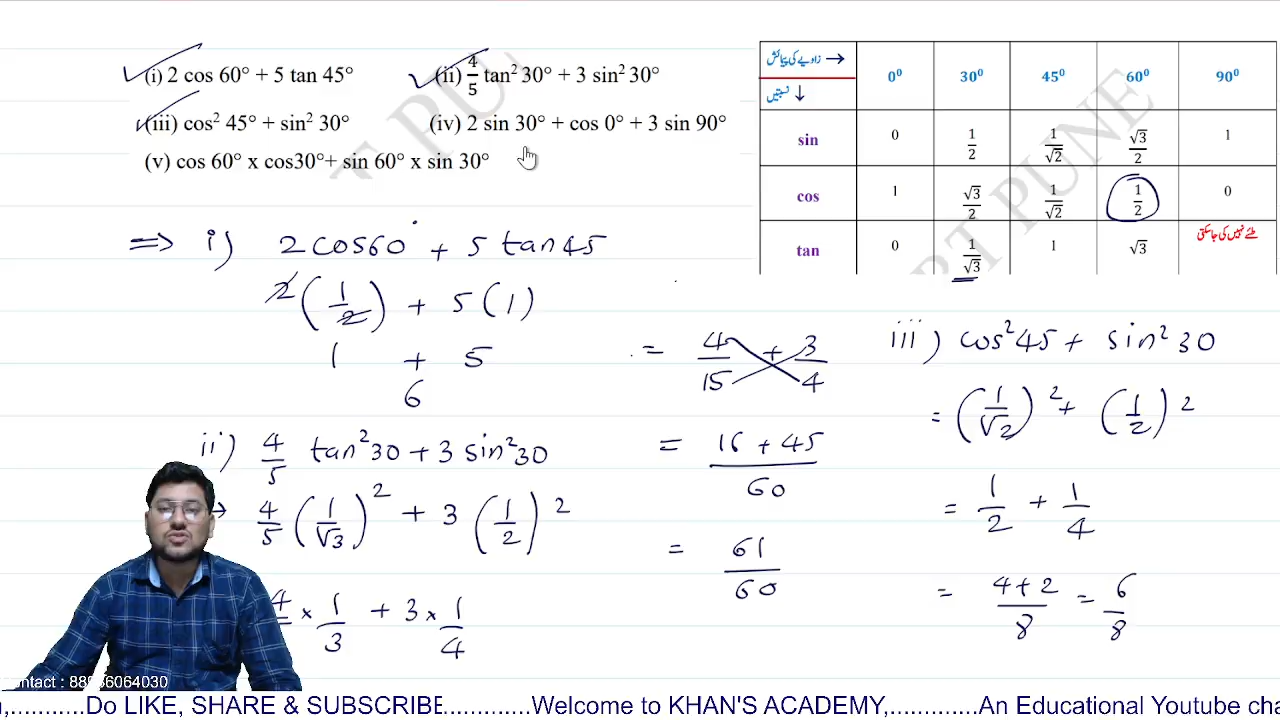 (i) 2 cos 60° + 5 tan 45°
(ii) 4/5 tan² 30° + 3 sin² 30°
(iii) cos² 45° + sin² 30°
(iv) 2 sin 30° + cos 0° + 3 sin 90°
(v) cos 60° x cos30°+ sin 60° x sin 30°
زاویے کی پیمائش →
نسبتیں ↓
0⁰ 30⁰ 45⁰ 60⁰ 90⁰
sin 0 1/2 1/√2 √3/2 1
cos 1 √3/2 1/√2 1/2 0
tan 0 1/√3 1 √3
RT PUNE
⇒ i) 2cos60° + 5 tan45
2(1/2) + 5(1)
1 + 5
6
ii) 4/5 tan²30 + 3 sin²30
→ 4/5 (1/√3)² + 3 (1/2)²
4 × 1/3 + 3 × 1/4
= 4/15 + 3/4
= 16 + 45 / 60
= 61/60
iii) cos²45 + sin²30
= (1/√2)² + (1/2)²
= 1/2 + 1/4
= 4+2/8 = 6/8
ontact : 88 56064030
,...........Do LIKE, SHARE & SUBSCRIBE.............Welcome to KHAN'S ACADEMY,.............An Educational Youtube cha